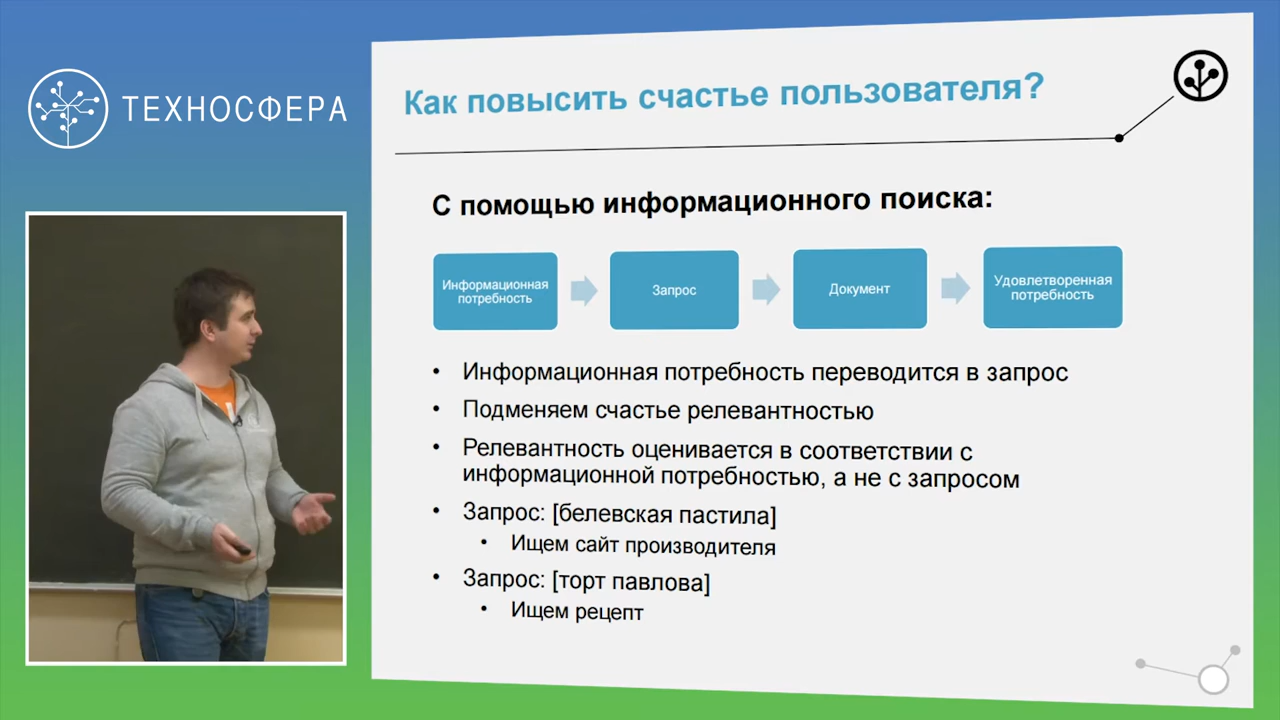 ТЕХНОСФЕРА
Как повысить счастье пользователя?
С помощью информационного поиска:
Информационная
потребность
Запрос
Документ
Удовлетворенная
потребность
• Информационная потребность переводится в запрос
• Подменяем счастье релевантностью
• Релевантность оценивается в соответствии с
информационной потребностью, а не с запросом
• Запрос: [белевская пастила]
• Ищем сайт производителя
• Запрос: [торт павлова]
• Ищем рецепт